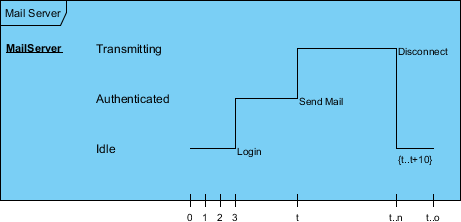 Mail Server
MailServer
Transmitting
Disconnect
Authenticated
Send Mail
Idle
Login
{t..t+10}
0 1 2 3 t t..n t..o